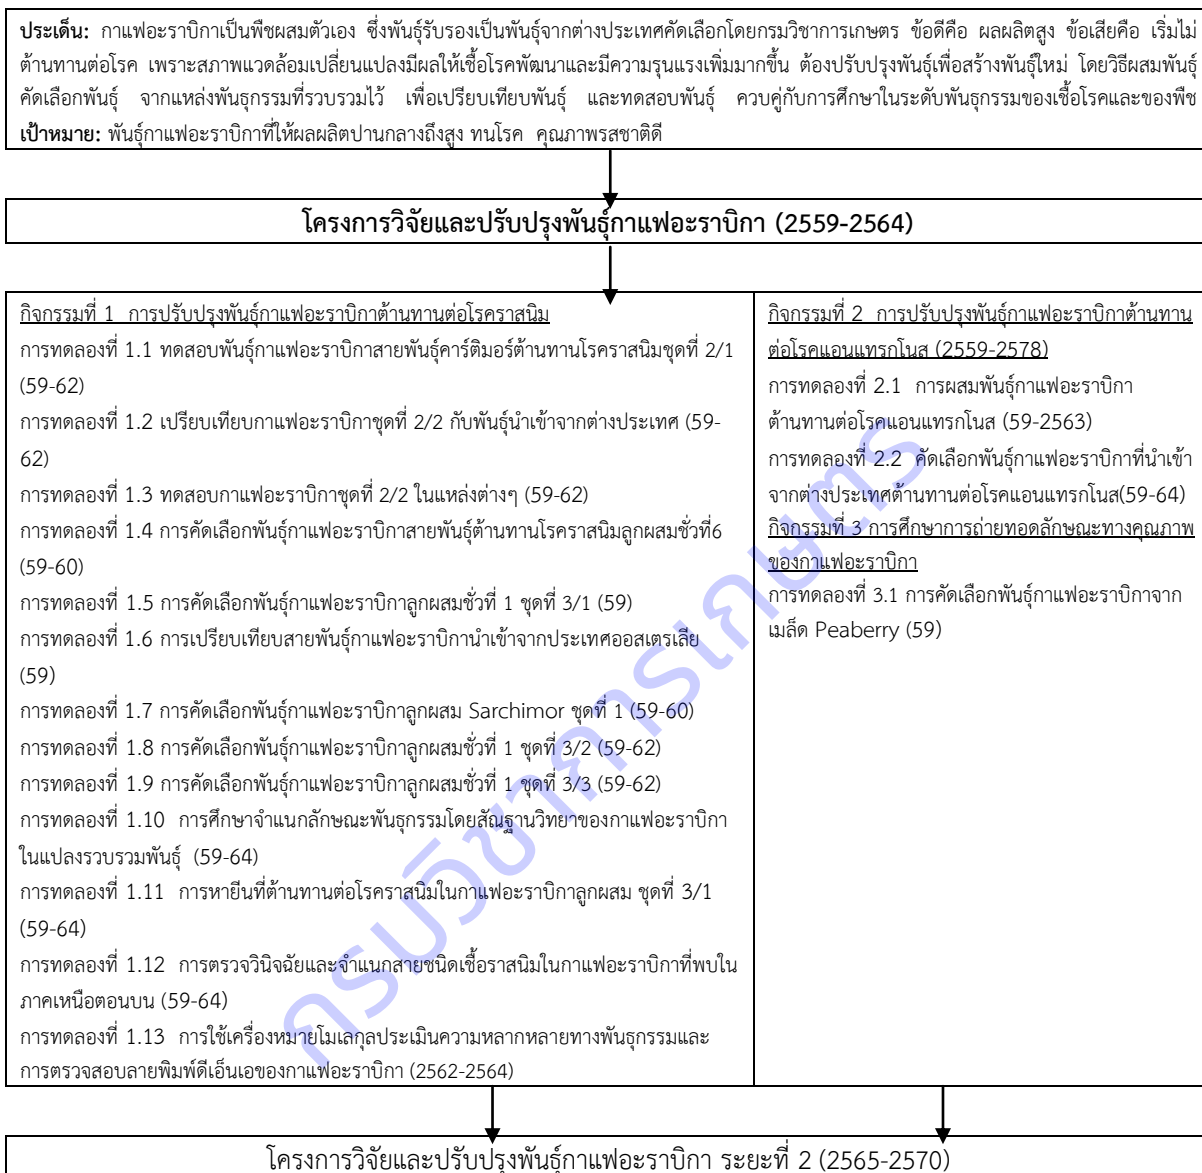 ประเด็น: กาแฟอะราบิกาเป็นพืชผสมตัวเอง ซึ่งพันธุ์รับรองเป็นพันธุ์จากต่างประเทศคัดเลือกโดยกรมวิชาการเกษตร ข้อดีคือ ผลผลิตสูง ข้อเสียคือ เริ่มไม่
ต้านทานต่อโรค เพราะสภาพแวดล้อมเปลี่ยนแปลงมีผลให้เชื้อโรคพัฒนาและมีความรุนแรงเพิ่มมากขึ้น ต้องปรับปรุงพันธุ์เพื่อสร้างพันธุ์ใหม่ โดยวิธีผสมพันธุ์
คัดเลือกพันธุ์ จากแหล่งพันธุกรรมที่รวบรวมไว้ เพื่อเปรียบเทียบพันธุ์ และทดสอบพันธุ์ ควบคู่กับการศึกษาในระดับพันธุกรรมของเชื้อโรคและของพืช
เป้าหมาย: พันธุ์กาแฟอะราบิกาที่ให้ผลผลิตปานกลางถึงสูง ทนโรค คุณภาพรสชาติดี
โครงการวิจัยและปรับปรุงพันธุ์กาแฟอะราบิกา (2559-2564)
กิจกรรมที่ 1 การปรับปรุงพันธุ์กาแฟอะราบิกาต้านทานต่อโรคราสนิม
การทดลองที่ 1.1 ทดสอบพันธุ์กาแฟอะราบิกาสายพันธุ์คาร์ติมอร์ต้านทานโรคราสนิมชุดที่ 2/1
(59-62)
การทดลองที่ 1.2 เปรียบเทียบกาแฟอะราบิกาชุดที่ 2/2 กับพันธุ์นำเข้าจากต่างประเทศ (59-
62)
การทดลองที่ 1.3 ทดสอบกาแฟอะราบิกาชุดที่ 2/2 ในแหล่งต่างๆ (59-62)
การทดลองที่ 1.4 การคัดเลือกพันธุ์กาแฟอะราบิกาสายพันธุ์ต้านทานโรคราสนิมลูกผสมชั่วที่6
(59-60)
การทดลองที่ 1.5 การคัดเลือกพันธุ์กาแฟอะราบิกาลูกผสมชั่วที่ 1 ชุดที่ 3/1 (59)
การทดลองที่ 1.6 การเปรียบเทียบสายพันธุ์กาแฟอะราบิกานำเข้าจากประเทศออสเตรเลีย
(59)
การทดลองที่ 1.7 การคัดเลือกพันธุ์กาแฟอะราบิกาลูกผสม Sarchimor ชุดที่ 1 (59-60)
การทดลองที่ 1.8 การคัดเลือกพันธุ์กาแฟอะราบิกาลูกผสมชั่วที่ 1 ชุดที่ 3/2 (59-62)
การทดลองที่ 1.9 การคัดเลือกพันธุ์กาแฟอะราบิกาลูกผสมชั่วที่ 1 ชุดที่ 3/3 (59-62)
การทดลองที่ 1.10 การศึกษาจำแนกลักษณะพันธุกรรมโดยสัณฐานวิทยาของกาแฟอะราบิกา
ในแปลงรวบรวมพันธุ์ (59-64)
การทดลองที่ 1.11 การหายีนที่ต้านทานต่อโรคราสนิมในกาแฟอะราบิกาลูกผสม ชุดที่ 3/1
(59-64)
การทดลองที่ 1.12 การตรวจวินิจฉัยและจำแนกสายชนิดเชื้อราสนิมในกาแฟอะราบิกาที่พบใน
ภาคเหนือตอนบน (59-64)
การทดลองที่ 1.13 การใช้เครื่องหมายโมเลกุลประเมินความหลากหลายทางพันธุกรรมและ
การตรวจสอบลายพิมพ์ดีเอ็นเอของกาแฟอะราบิกา (2562-2564)
กิจกรรมที่ 2 การปรับปรุงพันธุ์กาแฟอะราบิกาต้านทาน
ต่อโรคแอนแทรกโนส (2559-2578)
การทดลองที่ 2.1 การผสมพันธุ์กาแฟอะราบิกา
ต้านทานต่อโรคแอนแทรกโนส (59-2563)
การทดลองที่ 2.2 คัดเลือกพันธุ์กาแฟอะราบิกาที่นำเข้า
จากต่างประเทศต้านทานต่อโรคแอนแทรกโนส(59-64)
กิจกรรมที่ 3 การศึกษาการถ่ายทอดลักษณะทางคุณภาพ
ของกาแฟอะราบิกา
การทดลองที่ 3.1 การคัดเลือกพันธุ์กาแฟอะราบิกาจาก
เมล็ด Peaberry (59)
กรมวิชาการเกษตร
โครงการวิจัยและปรับปรุงพันธุ์กาแฟอะราบิกา ระยะที่ 2 (2565-2570)